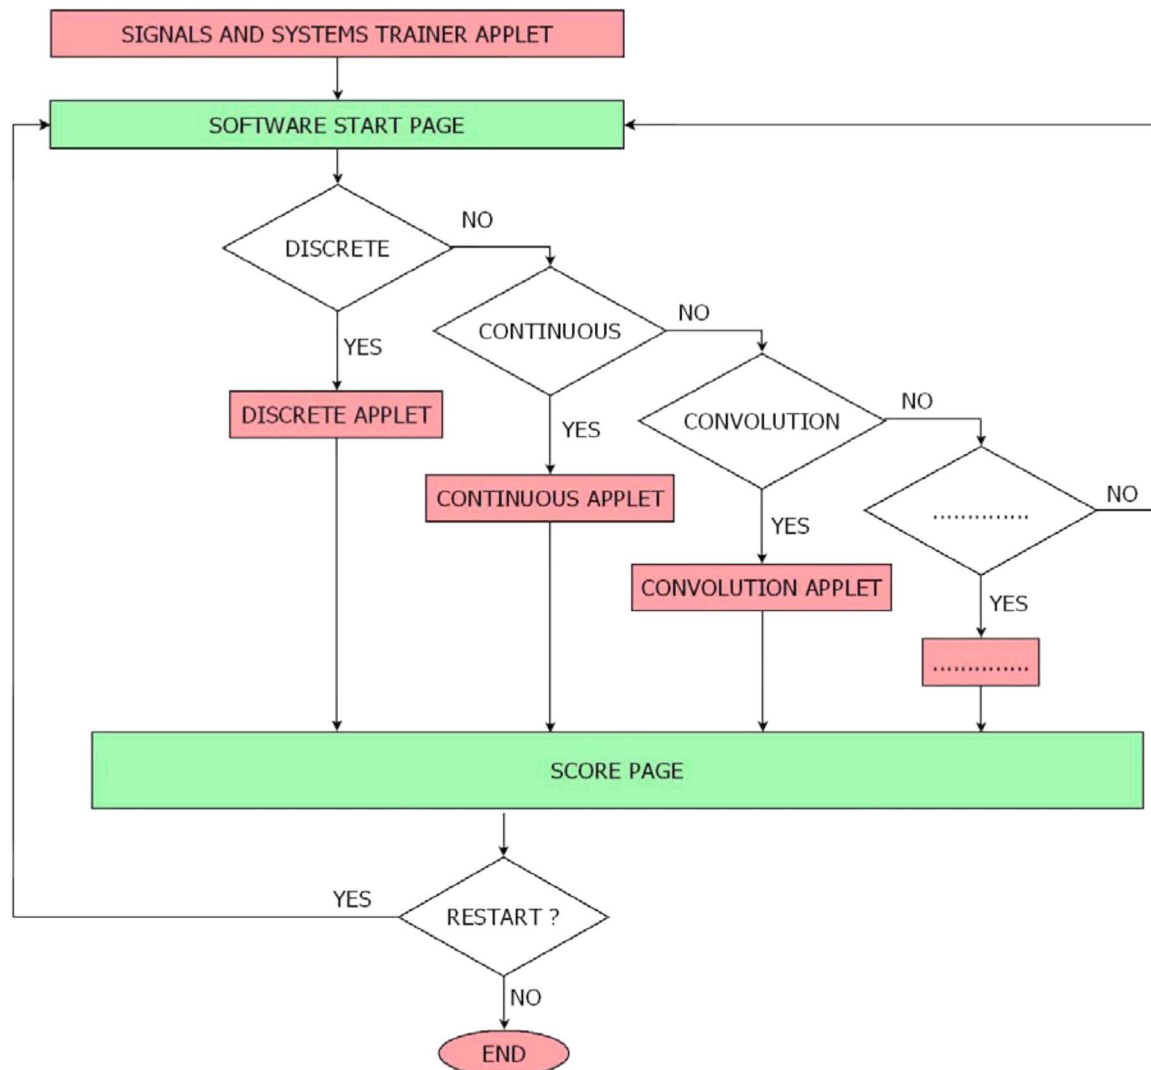 SIGNALS AND SYSTEMS TRAINER APPLET
SOFTWARE START PAGE
NO
DISCRETE
NO
CONTINUOUS
YES
NO
DISCRETE APPLET
CONVOLUTION
YES
NO
CONTINUOUS APPLET
..............
YES
CONVOLUTION APPLET
YES
..............
SCORE PAGE
YES
RESTART ?
NO
END